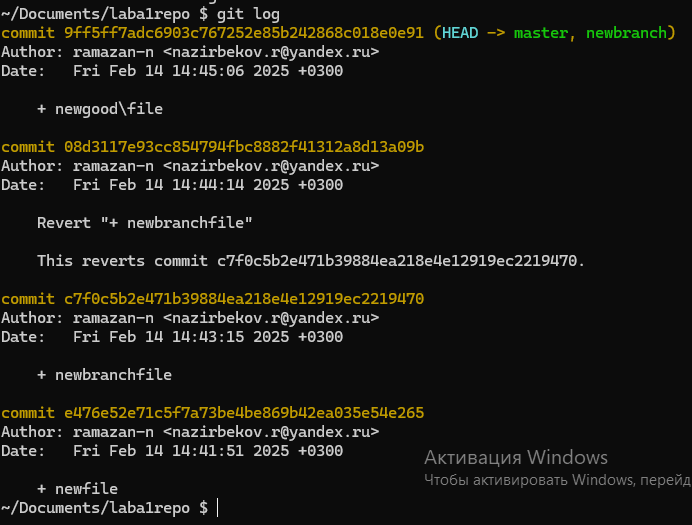 ~/Documents/laba1repo $ git log
commit 9ff5ff7adc6903c767252e85b242868c018e0e91 (HEAD -> master, newbranch)
Author: ramazan-n <nazirbekov.r@yandex.ru>
Date:   Fri Feb 14 14:45:06 2025 +0300

    + newgood\file

commit 08d3117e93cc854794fbc8882f41312a8d13a09b
Author: ramazan-n <nazirbekov.r@yandex.ru>
Date:   Fri Feb 14 14:44:14 2025 +0300

    Revert "+ newbranchfile"

    This reverts commit c7f0c5b2e471b39884ea218e4e12919ec2219470.

commit c7f0c5b2e471b39884ea218e4e12919ec2219470
Author: ramazan-n <nazirbekov.r@yandex.ru>
Date:   Fri Feb 14 14:43:15 2025 +0300

    + newbranchfile

commit e476e52e71c5f7a73be4be869b42ea035e54e265
Author: ramazan-n <nazirbekov.r@yandex.ru>
Date:   Fri Feb 14 14:41:51 2025 +0300

    + newfile
~/Documents/laba1repo $
Активация Windows
Чтобы активировать Windows, перейд